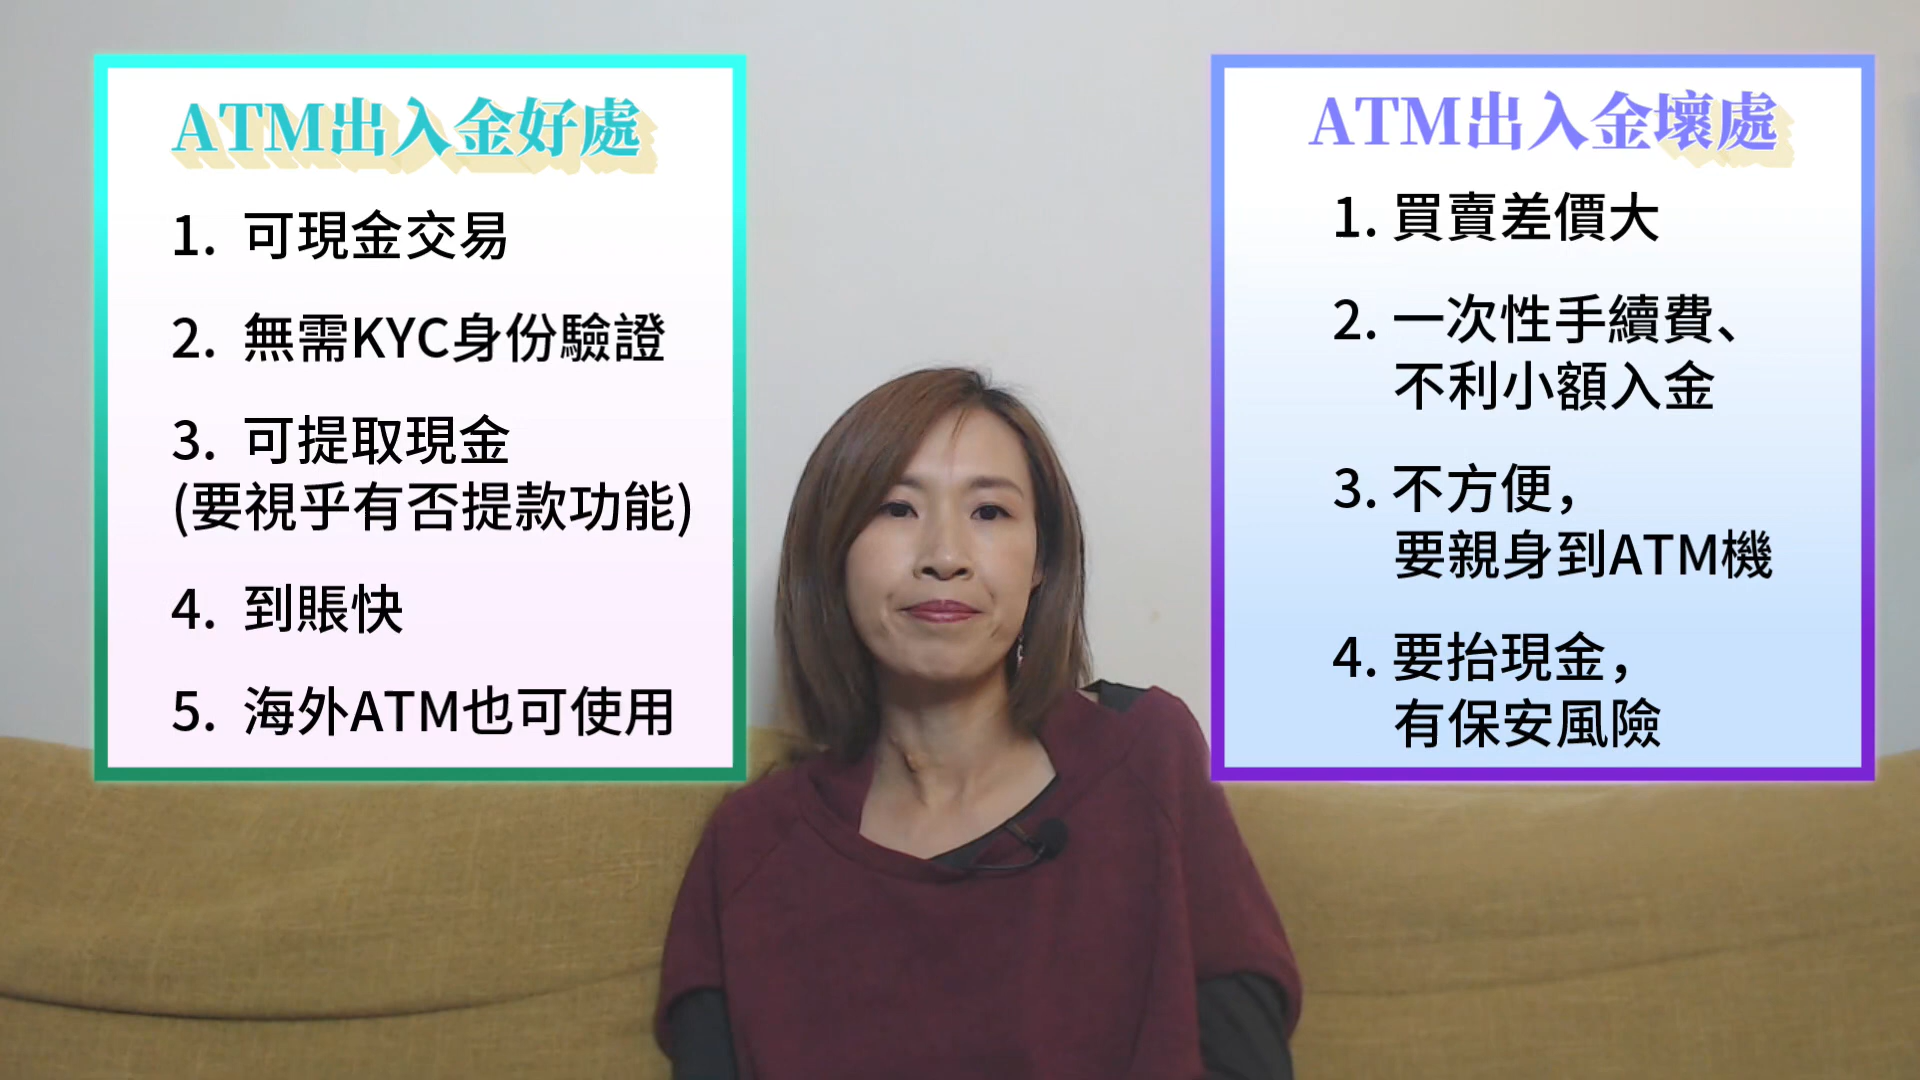 ATM出入金好處
1. 可現金交易
2. 無需KYC身份驗證
3. 可提取現金
(要視乎有否提款功能)
4. 到賬快
5. 海外ATM也可使用
ATM出入金壞處
1. 買賣差價大
2. 一次性手續費、
不利小額入金
3. 不方便，
要親身到ATM機
4. 要抬現金，
有保安風險